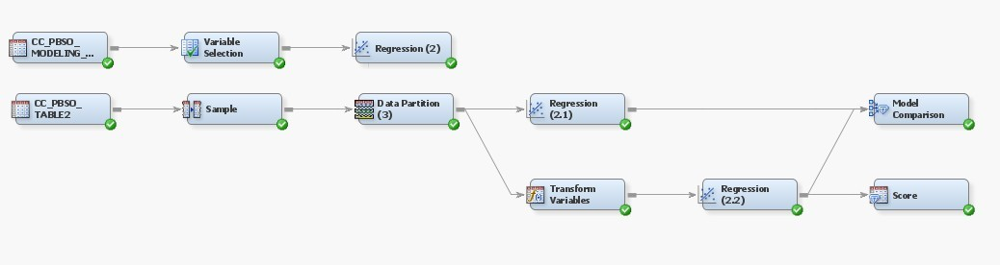 CC_PBSO_
MODELING_...
Variable
Selection
Regression (2)
CC_PBSO_
TABLE2
Sample
Data Partition
(3)
Regression
(2.1)
Model
Comparison
Transform
Variables
Regression
(2.2)
Score